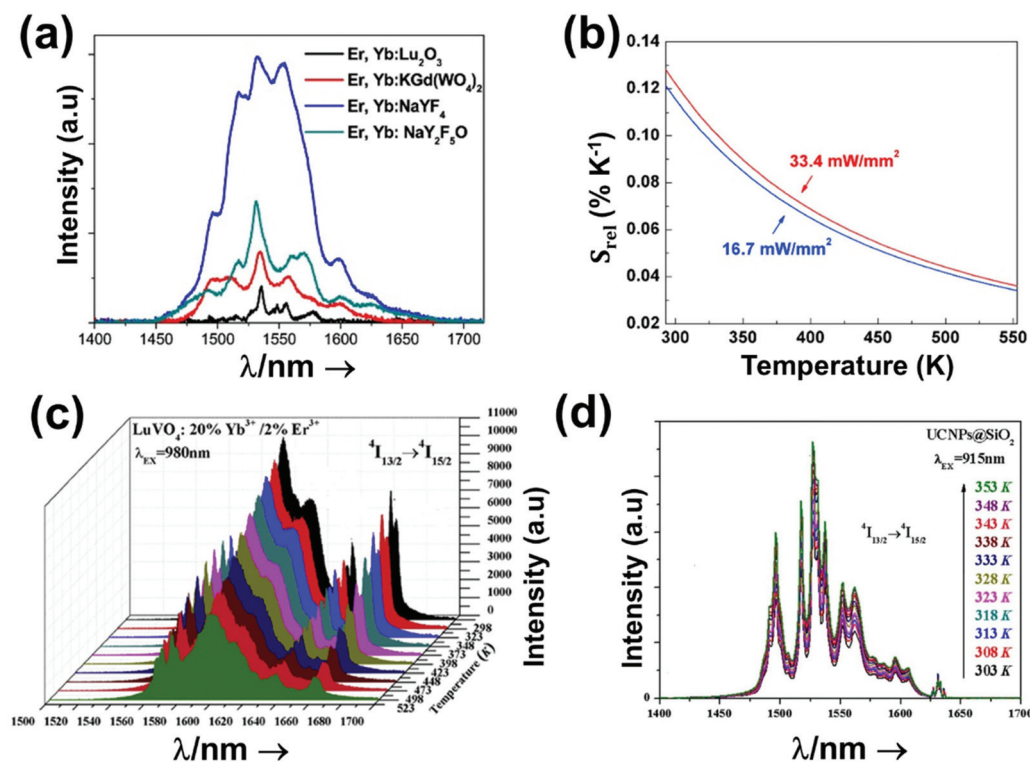 (a)
Intensity (a.u)
Er, Yb:Lu₂O₃
Er, Yb:KGd(WO₄)₂
Er, Yb:NaYF₄
Er, Yb: NaY₂F₅O
1400 1450 1500 1550 1600 1650 1700
λ/nm →
(b)
S_rel (% K⁻¹)
0.14
0.12
0.10
0.08
0.06
0.04
0.02
33.4 mW/mm²
16.7 mW/mm²
300 350 400 450 500 550
Temperature (K)
(c)
LuVO₄: 20% Yb³⁺ /2% Er³⁺
λ_EX=980nm
⁴I₁₃/₂→⁴I₁₅/₂
11000
10000
9000
8000
7000
6000
5000
4000
3000
2000
1000
0
Intensity (a.u)
298
323
348
373
398
423
448
473
498
523
Temperature (K)
1500 1520 1540 1560 1580 1600 1620 1640 1660 1680 1700
λ/nm →
(d)
Intensity (a.u)
UCNPs@SiO₂
λ_EX=915nm
⁴I₁₃/₂→⁴I₁₅/₂
353 K
348 K
343 K
338 K
333 K
328 K
323 K
318 K
313 K
308 K
303 K
0
1400 1450 1500 1550 1600 1650 1700
λ/nm →